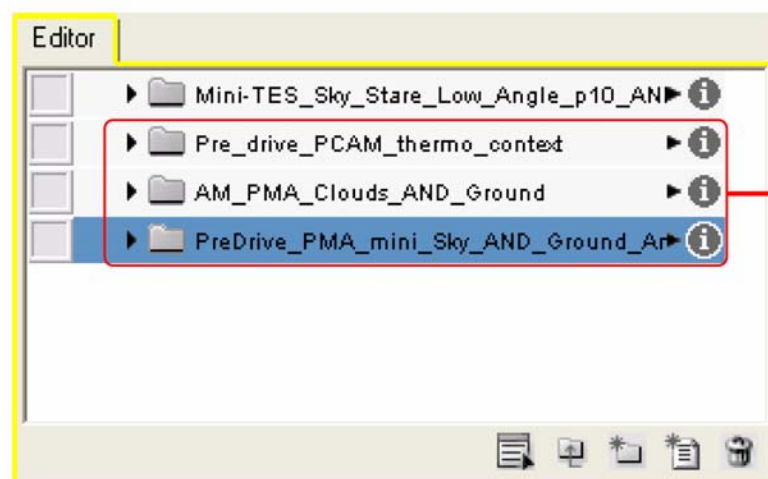 Editor
Mini-TES_Sky_Stare_Low_Angle_p10_AN
Pre_drive_PCAM_thermo_context
AM_PMA_Clouds_AND_Ground
PreDrive_PMA_mini_Sky_AND_Ground_Ar